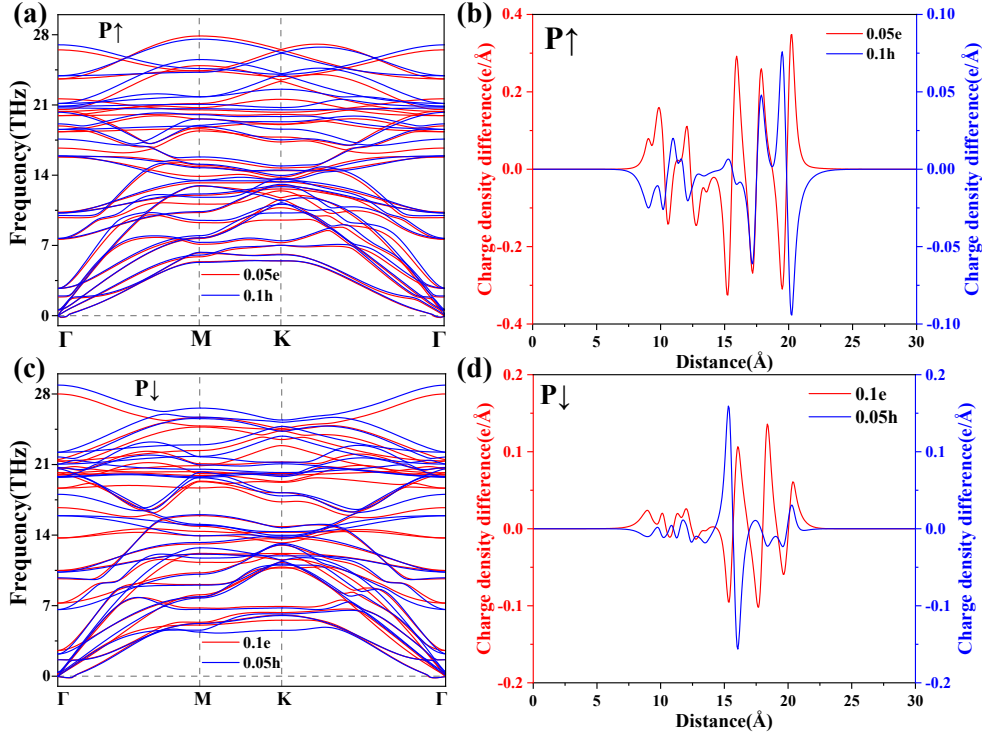 (a)
P↑
Frequency(THz)
28
21
14
7
0
0.05e
0.1h
Γ
M
K
Γ
(b)
P↑
Charge density difference(e/Å)
0.4
0.2
0.0
-0.2
-0.4
0.05e
0.1h
0.10
0.05
0.00
-0.05
-0.10
Charge density difference(e/Å)
0
5
10
15
20
25
30
Distance(Å)
(c)
P↓
Frequency(THz)
28
21
14
7
0
0.1e
0.05h
Γ
M
K
Γ
(d)
P↓
Charge density difference(e/Å)
0.2
0.1
0.0
-0.1
-0.2
0.1e
0.05h
0.2
0.1
0.0
-0.1
-0.2
Charge density difference(e/Å)
0
5
10
15
20
25
30
Distance(Å)